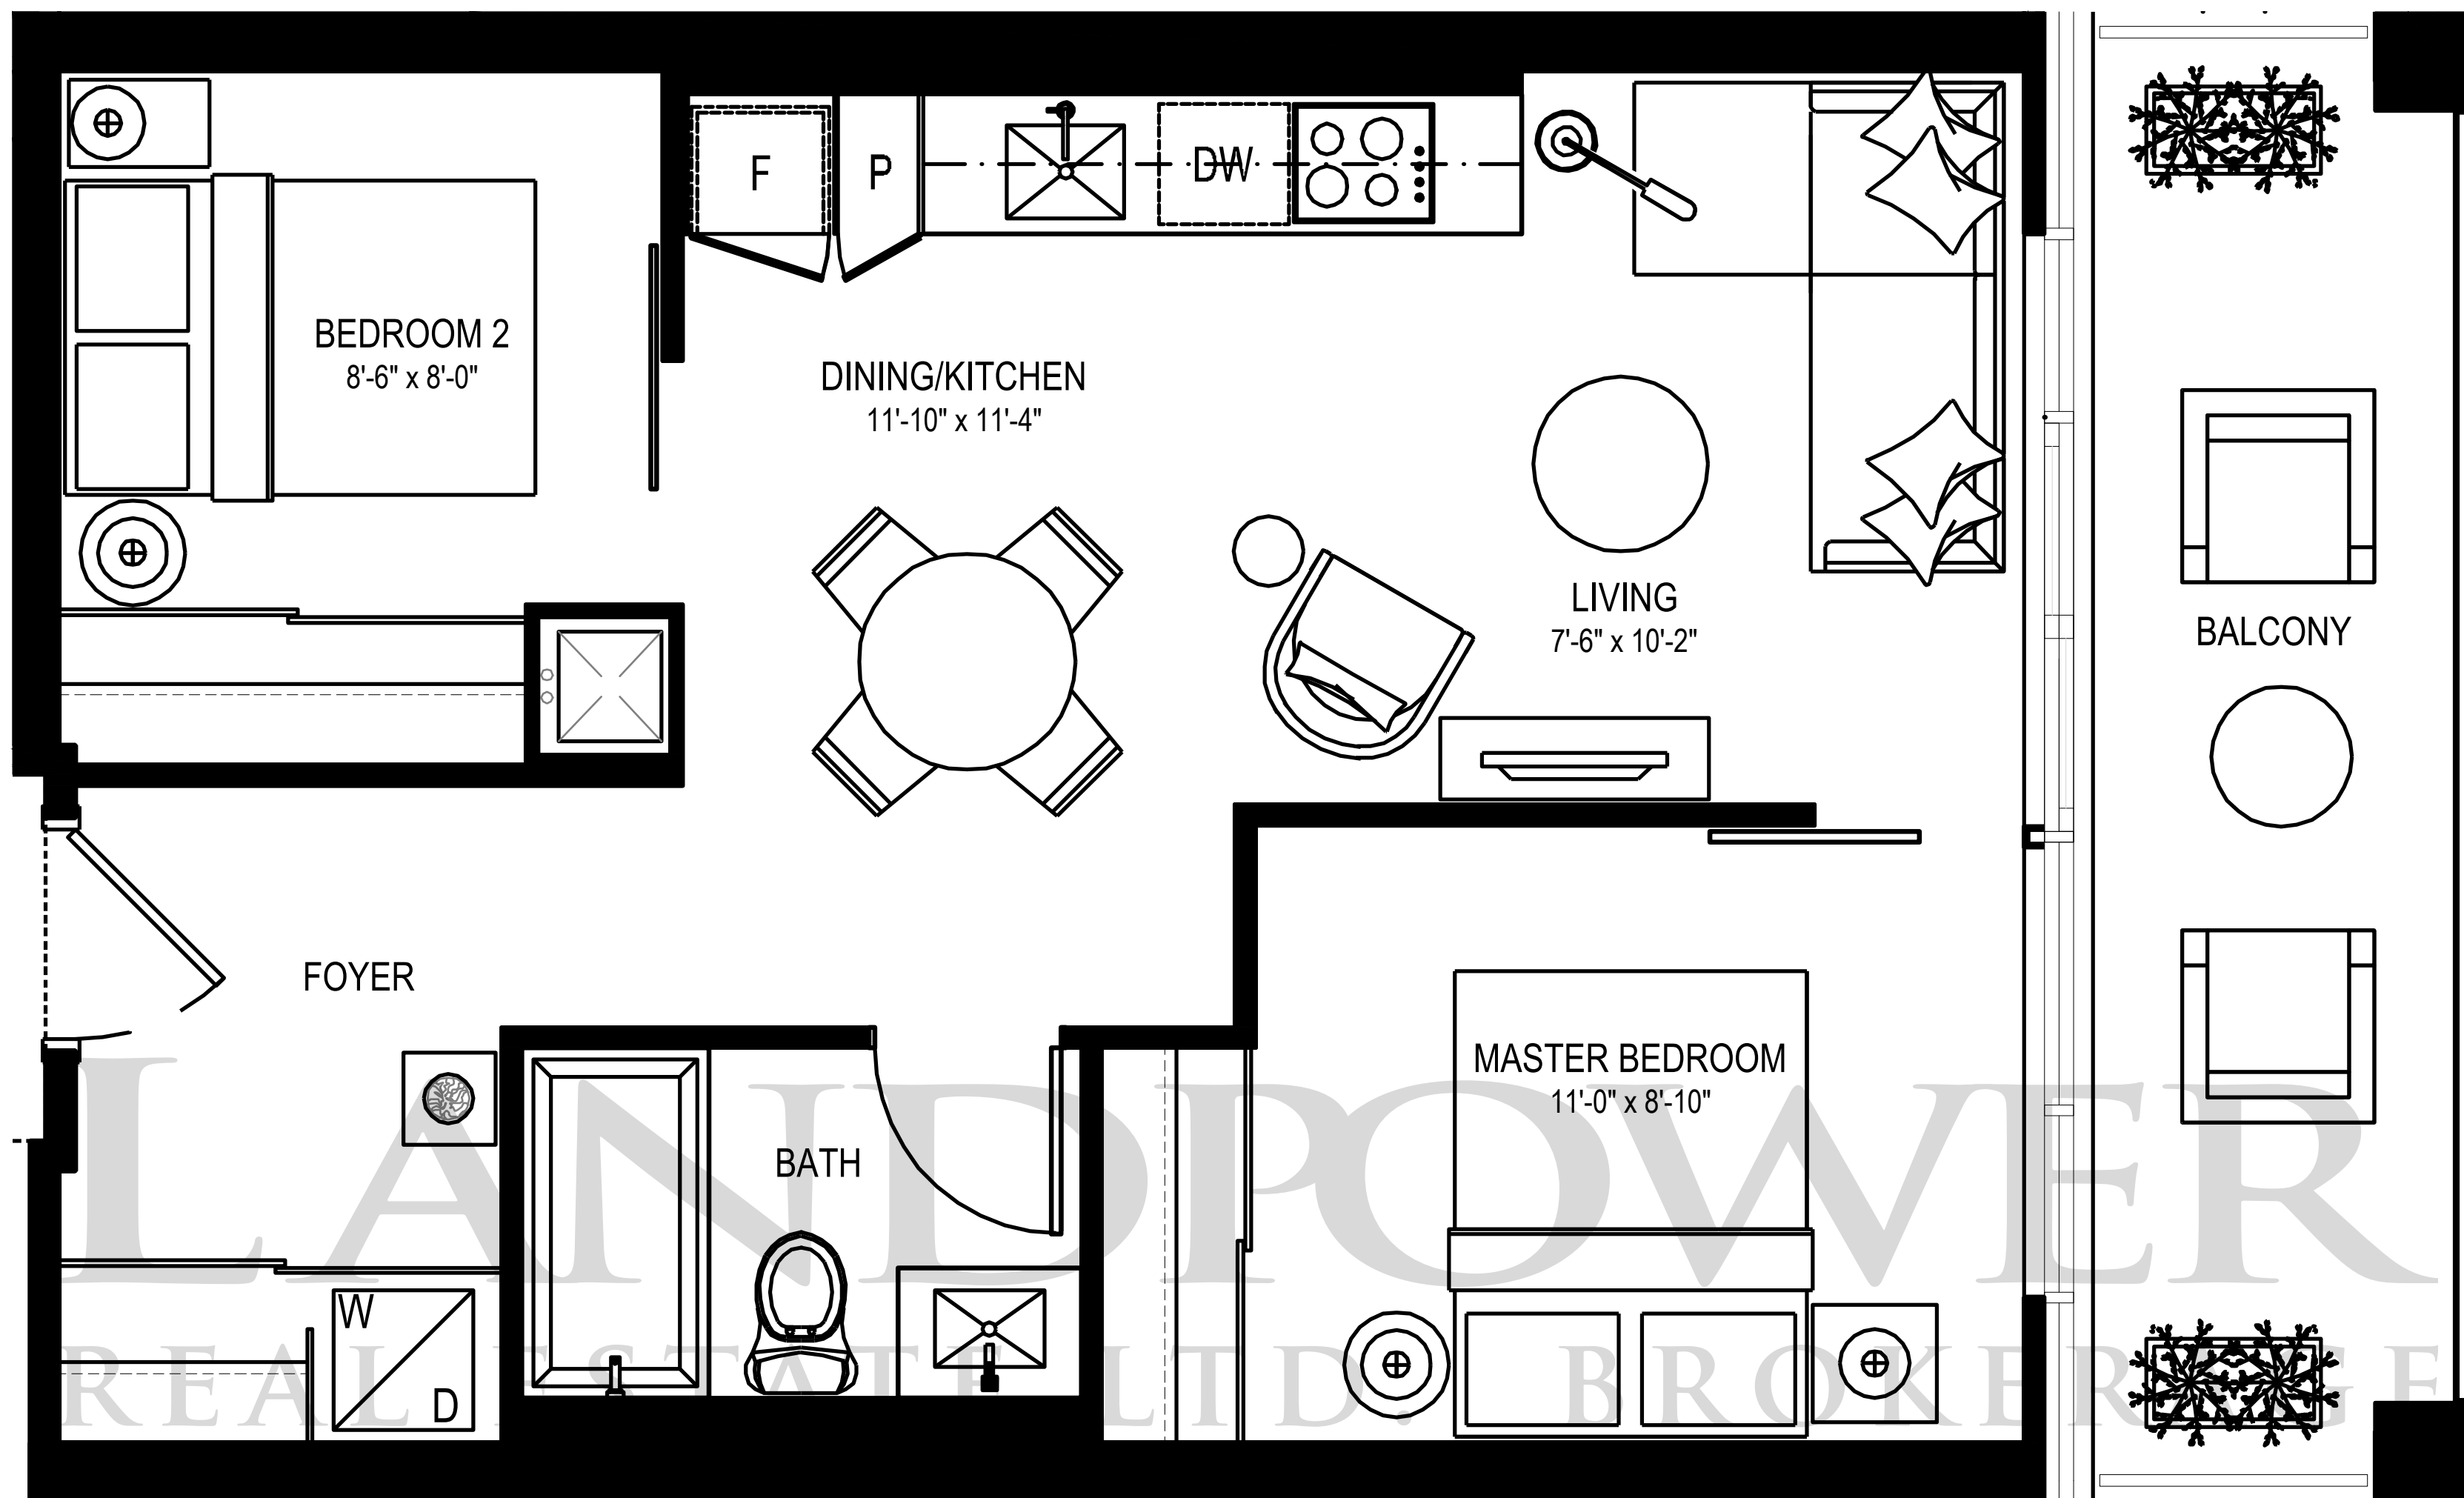 F
P
DW
BEDROOM 2
8'-6" x 8'-0"
DINING/KITCHEN
11'-10" x 11'-4"
LIVING
7'-6" x 10'-2"
BALCONY
FOYER
MASTER BEDROOM
11'-0" x 8'-10"
BATH
W
D
LANDPOWER
REAL ESTATE LTD. BROKERAGE